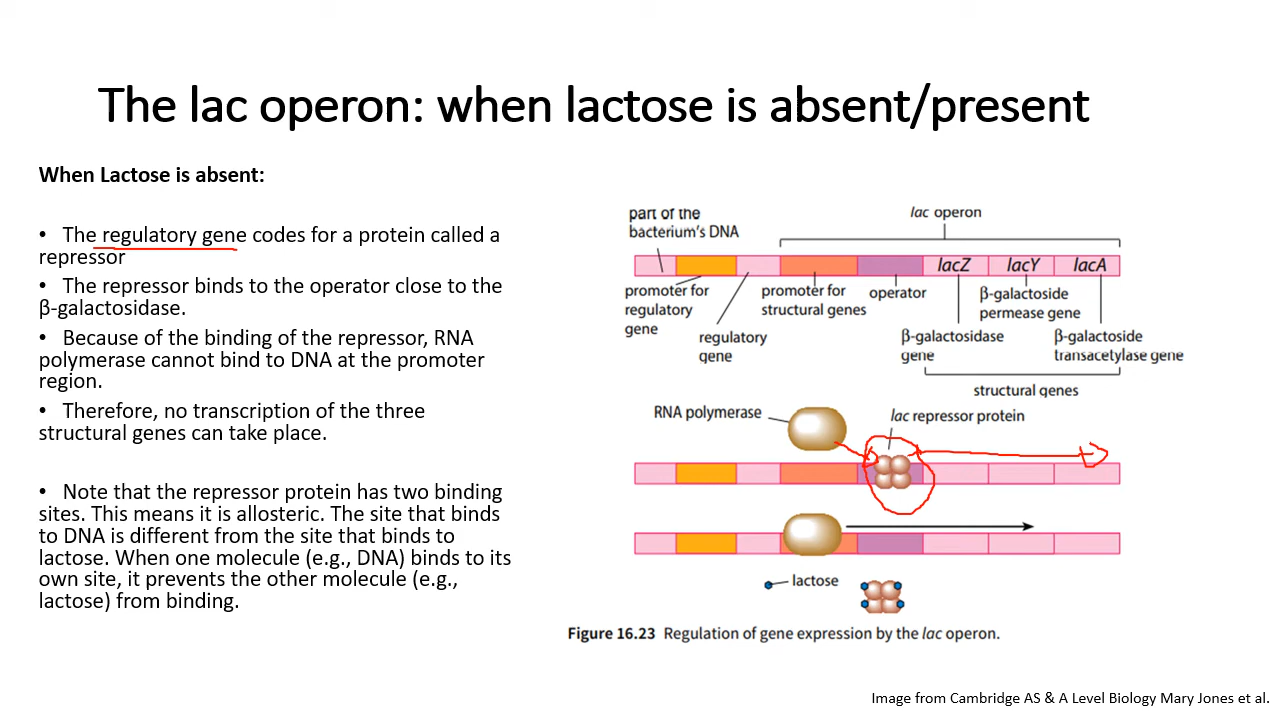 The lac operon: when lactose is absent/present
When Lactose is absent:
• The regulatory gene codes for a protein called a
repressor
• The repressor binds to the operator close to the
β-galactosidase.
• Because of the binding of the repressor, RNA
polymerase cannot bind to DNA at the promoter
region.
• Therefore, no transcription of the three
structural genes can take place.
• Note that the repressor protein has two binding
sites. This means it is allosteric. The site that binds
to DNA is different from the site that binds to
lactose. When one molecule (e.g., DNA) binds to its
own site, it prevents the other molecule (e.g.,
lactose) from binding.
part of the
bacterium's DNA
lac operon
lacZ
lacY
lacA
promoter for
regulatory
gene
regulatory
gene
promoter for
structural genes
operator
β-galactosidase
gene
β-galactoside
permease gene
β-galactoside
transacetylase gene
structural genes
RNA polymerase
lac repressor protein
lactose
Figure 16.23 Regulation of gene expression by the lac operon.
Image from Cambridge AS & A Level Biology Mary Jones et al.